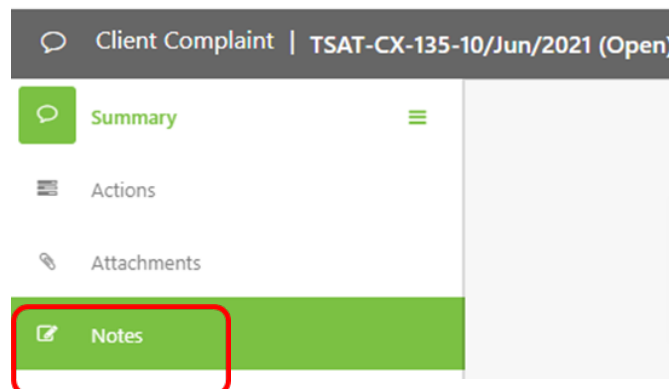 Client Complaint | TSAT-CX-135-10/Jun/2021 (Open)
Summary
Actions
Attachments
Notes